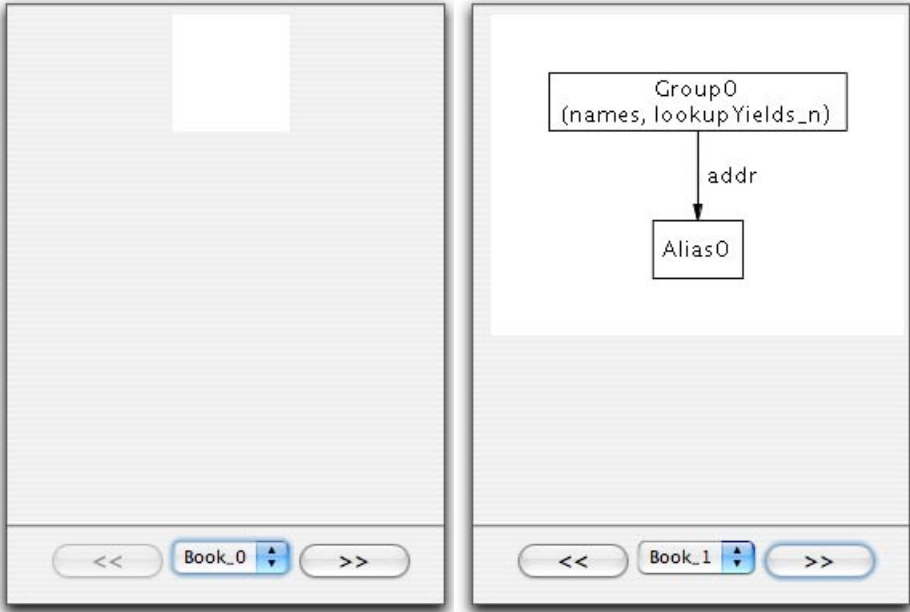 Group0
(names, lookupYields_n)
addr
Alias0
<< Book_0 >>
<< Book_1 >>